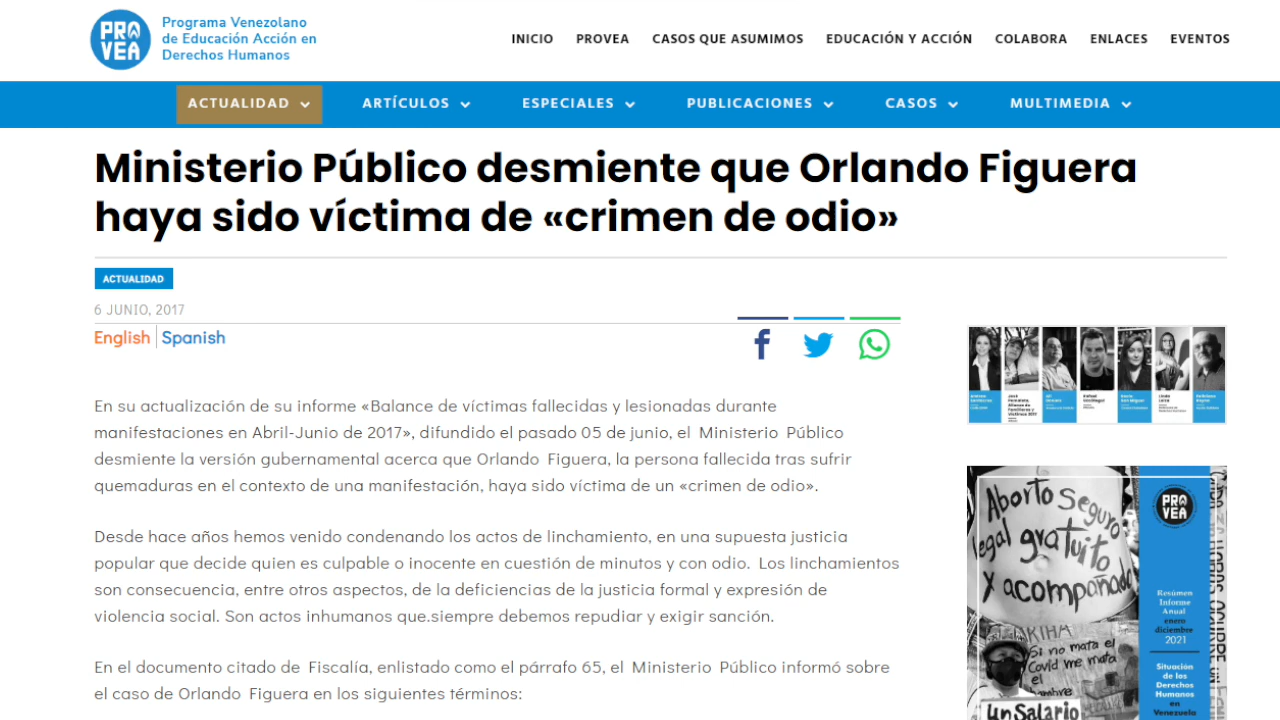 PROVEA
Programa Venezolano
de Educación Acción en
Derechos Humanos
INICIO PROVEA CASOS QUE ASUMIMOS EDUCACIÓN Y ACCIÓN COLABORA ENLACES EVENTOS
ACTUALIDAD ARTÍCULOS ESPECIALES PUBLICACIONES CASOS MULTIMEDIA
Ministerio Público desmiente que Orlando Figuera
haya sido víctima de «crimen de odio»
ACTUALIDAD
6 JUNIO, 2017
English Spanish
En su actualización de su informe «Balance de víctimas fallecidas y lesionadas durante
manifestaciones en Abril-Junio de 2017», difundido el pasado 05 de junio, el Ministerio Público
desmiente la versión gubernamental acerca que Orlando Figuera, la persona fallecida tras sufrir
quemaduras en el contexto de una manifestación, haya sido víctima de un «crimen de odio».
Desde hace años hemos venido condenando los actos de linchamiento, en una supuesta justicia
popular que decide quien es culpable o inocente en cuestión de minutos y con odio. Los linchamientos
son consecuencia, entre otros aspectos, de la deficiencias de la justicia formal y expresión de
violencia social. Son actos inhumanos que.siempre debemos repudiar y exigir sanción.
En el documento citado de Fiscalía, enlistado como el párrafo 65, el Ministerio Público informó sobre
el caso de Orlando Figuera en los siguientes términos:
Aborto Seguro
legal gratuito
y acompañado
Si no mata el
Covid me mata
el
hambre
un Salario
PROVEA
Resúmen
Informe
Anual
enero
diciembre
2021
Situación
de los
Derechos
Humanos
en
Venezuela